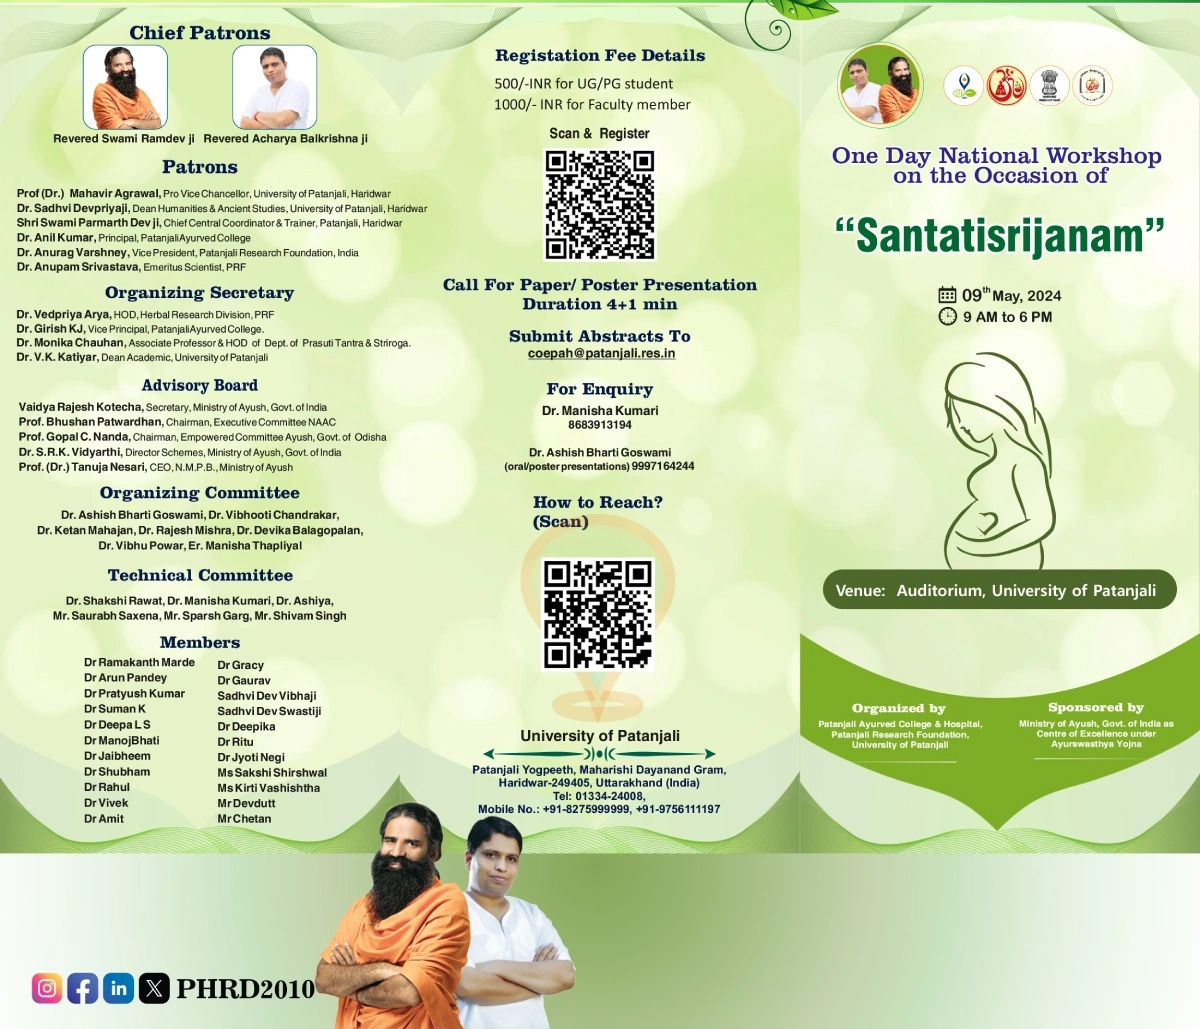 Chief Patrons
Revered Swami Ramdev ji Revered Acharya Balkrishna ji
Patrons
Prof (Dr.) Mahavir Agrawal, Pro Vice Chancellor, University of Patanjali, Haridwar
Dr. Sadhvi Devpriyaji, Dean Humanities & Ancient Studies, University of Patanjali, Haridwar
Shri Swami Parmarth Dev ji, Chief Central Coordinator & Trainer, Patanjali, Haridwar
Dr. Anil Kumar, Principal, Patanjali Ayurved College
Dr. Anurag Varshney, Vice President, Patanjali Research Foundation, India
Dr. Anupam Srivastava, Emeritus Scientist, PRF
Organizing Secretary
Dr. Vedpriya Arya, HOD, Herbal Research Division, PRF
Dr. Girish KJ, Vice Principal, Patanjali Ayurved College.
Dr. Monika Chauhan, Associate Professor & HOD of Dept. of Prasuti Tantra & Striroga.
Dr. V.K. Katiyar, Dean Academic, University of Patanjali
Advisory Board
Vaidya Rajesh Kotecha, Secretary, Ministry of Ayush, Govt. of India
Prof. Bhushan Patwardhan, Chairman, Executive Committee NAAC
Prof. Gopal C. Nanda, Chairman, Empowered Committee Ayush, Govt. of Odisha
Dr. S.R.K. Vidyarthi, Director Schemes, Ministry of Ayush, Govt. of India
Prof. (Dr.) Tanuja Nesari, CEO, N.M.P.B., Ministry of Ayush
Organizing Committee
Dr. Ashish Bharti Goswami, Dr. Vibhooti Chandrakar,
Dr. Ketan Mahajan, Dr. Rajesh Mishra, Dr. Devika Balagopalan,
Dr. Vibhu Powar, Er. Manisha Thapliyal
Technical Committee
Dr. Shakshi Rawat, Dr. Manisha Kumari, Dr. Ashiya,
Mr. Saurabh Saxena, Mr. Sparsh Garg, Mr. Shivam Singh
Members
Dr Ramakanth Marde
Dr Arun Pandey
Dr Pratyush Kumar
Dr Suman K
Dr Deepa L S
Dr Manoj Bhati
Dr Jaibheem
Dr Shubham
Dr Rahul
Dr Vivek
Dr Amit
Dr Gracy
Dr Gaurav
Sadhvi Dev Vibhaji
Sadhvi Dev Swastiji
Dr Deepika
Dr Ritu
Dr Jyoti Negi
Ms Sakshi Shirshwal
Ms Kirti Vashishtha
Mr Devdutt
Mr Chetan
PHRD2010
Registation Fee Details
500/-INR for UG/PG student
1000/- INR for Faculty member
Scan & Register
Call For Paper/ Poster Presentation
Duration 4+1 min
Submit Abstracts To
coepah@patanjali.res.in
For Enquiry
Dr. Manisha Kumari
8683913194
Dr. Ashish Bharti Goswami
(oral/poster presentations) 9997164244
How to Reach?
(Scan)
University of Patanjali
Patanjali Yogpeeth, Maharishi Dayanand Gram,
Haridwar-249405, Uttarakhand (India)
Tel: 01334-24008,
Mobile No.: +91-8275999999, +91-9756111197
One Day National Workshop
on the Occasion of
“Santatisrijanam”
09th May, 2024
9 AM to 6 PM
Venue: Auditorium, University of Patanjali
Organized by
Patanjali Ayurved College & Hospital,
Patanjali Research Foundation,
University of Patanjali
Sponsored by
Ministry of Ayush, Govt. of India as
Centre of Excellence under
Ayurswasthya Yojna